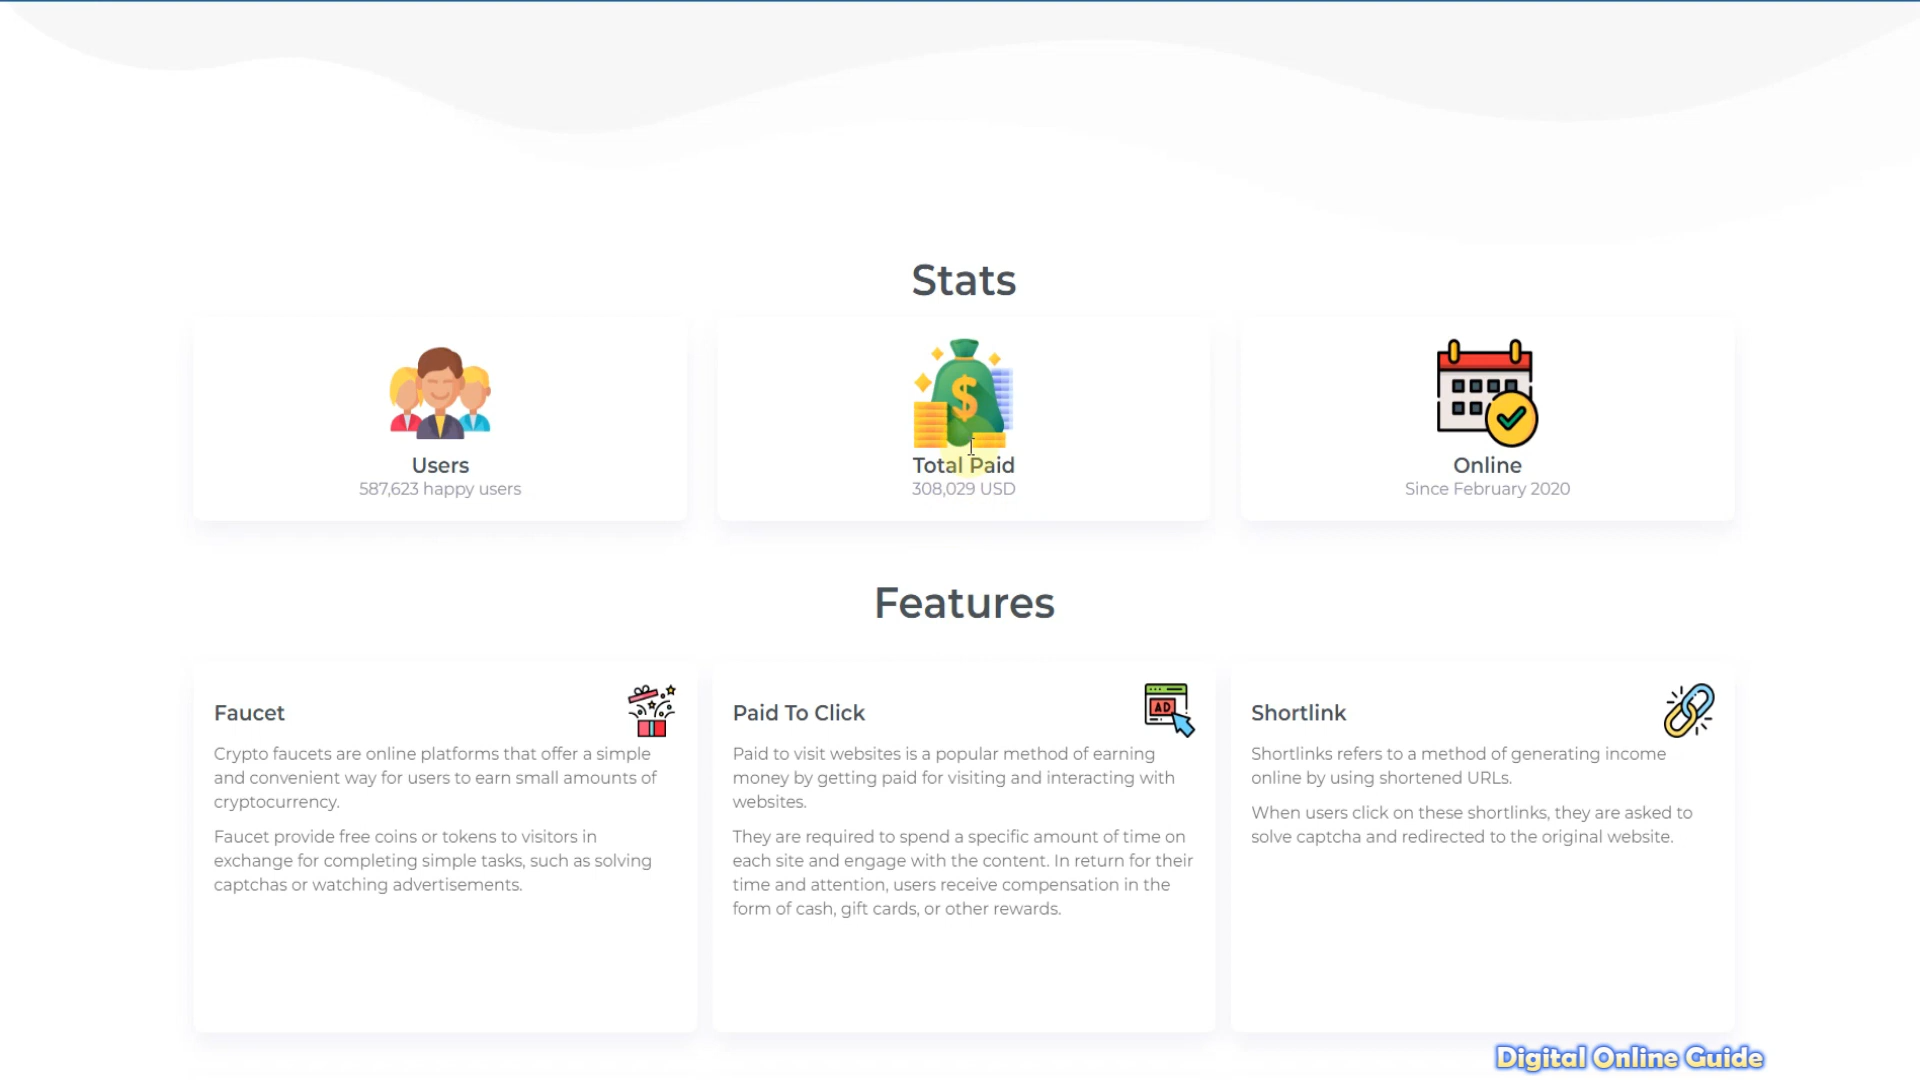 Stats
Users
587,623 happy users
Total Paid
308,029 USD
Online
Since February 2020
Features
Faucet
Crypto faucets are online platforms that offer a simple
and convenient way for users to earn small amounts of
cryptocurrency.
Faucet provide free coins or tokens to visitors in
exchange for completing simple tasks, such as solving
captchas or watching advertisements.
Paid To Click
AD
Paid to visit websites is a popular method of earning
money by getting paid for visiting and interacting with
websites.
They are required to spend a specific amount of time on
each site and engage with the content. In return for their
time and attention, users receive compensation in the
form of cash, gift cards, or other rewards.
Shortlink
Shortlinks refers to a method of generating income
online by using shortened URLs.
When users click on these shortlinks, they are asked to
solve captcha and redirected to the original website.
Digital Online Guide